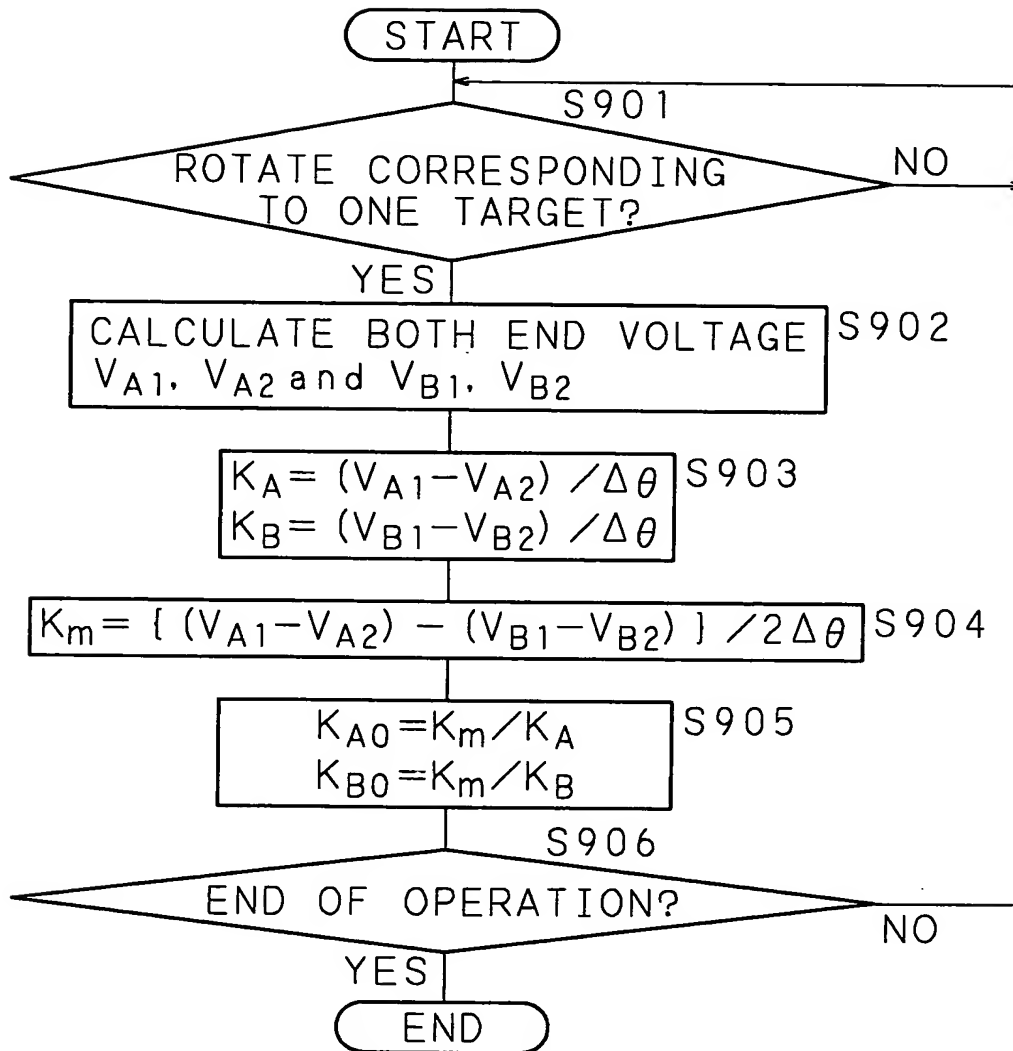 START
S901
ROTATE CORRESPONDING
TO ONE TARGET?
NO
YES
CALCULATE BOTH END VOLTAGE
V_A1, V_A2 and V_B1, V_B2
S902
K_A = (V_A1 − V_A2) / Δθ
K_B = (V_B1 − V_B2) / Δθ
S903
K_m = { (V_A1 − V_A2) − (V_B1 − V_B2) } / 2Δθ
S904
K_A0 = K_m / K_A
K_B0 = K_m / K_B
S905
S906
END OF OPERATION?
NO
YES
END